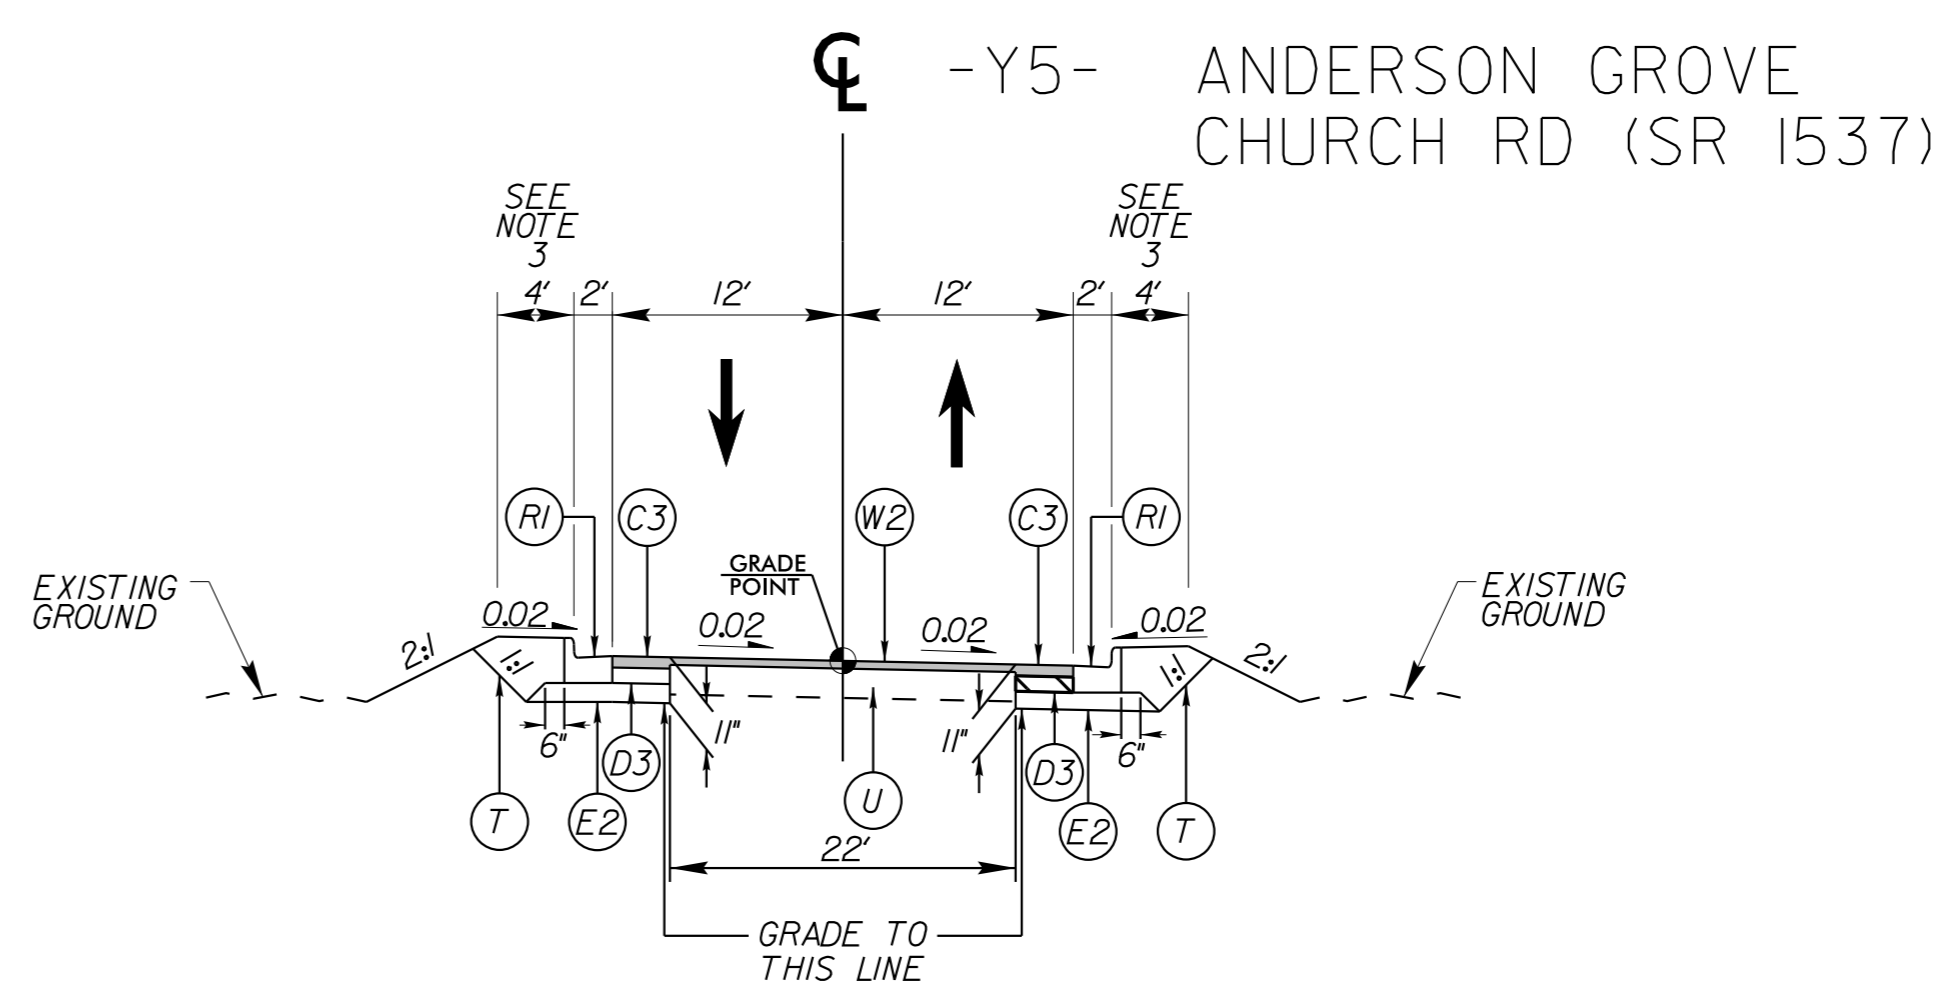 ℄ -Y5- ANDERSON GROVE
CHURCH RD (SR 1537)
SEE
NOTE
3
SEE
NOTE
3
4' 2' 12' 12' 2' 4'
R1 C3 W2 C3 R1
GRADE
POINT
EXISTING
GROUND
EXISTING
GROUND
0.02 0.02 0.02 0.02
2:1 1:1 1:1 2:1
6" 11" 11" 6"
D3 D3
T E2 U E2 T
22'
GRADE TO
THIS LINE